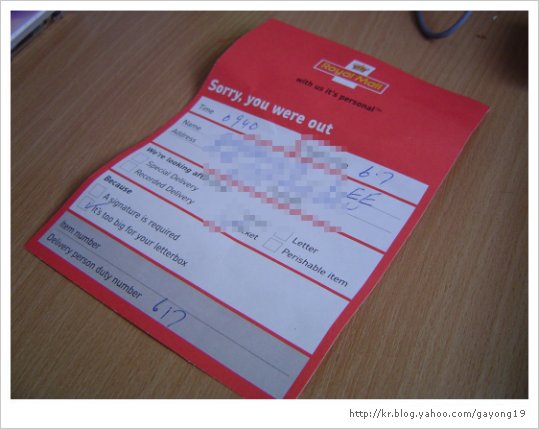 Royal Mail
with us it's personal™
Sorry, you were out
Time 0940
6.7
Name
Address
EE
We're looking aft
Special Delivery
Recorded Delivery
Letter
Perishable item
Because
A signature is required
It's too big for your letterbox
Item number
Delivery person duty number 617
http://kr.blog.yahoo.com/gayong19